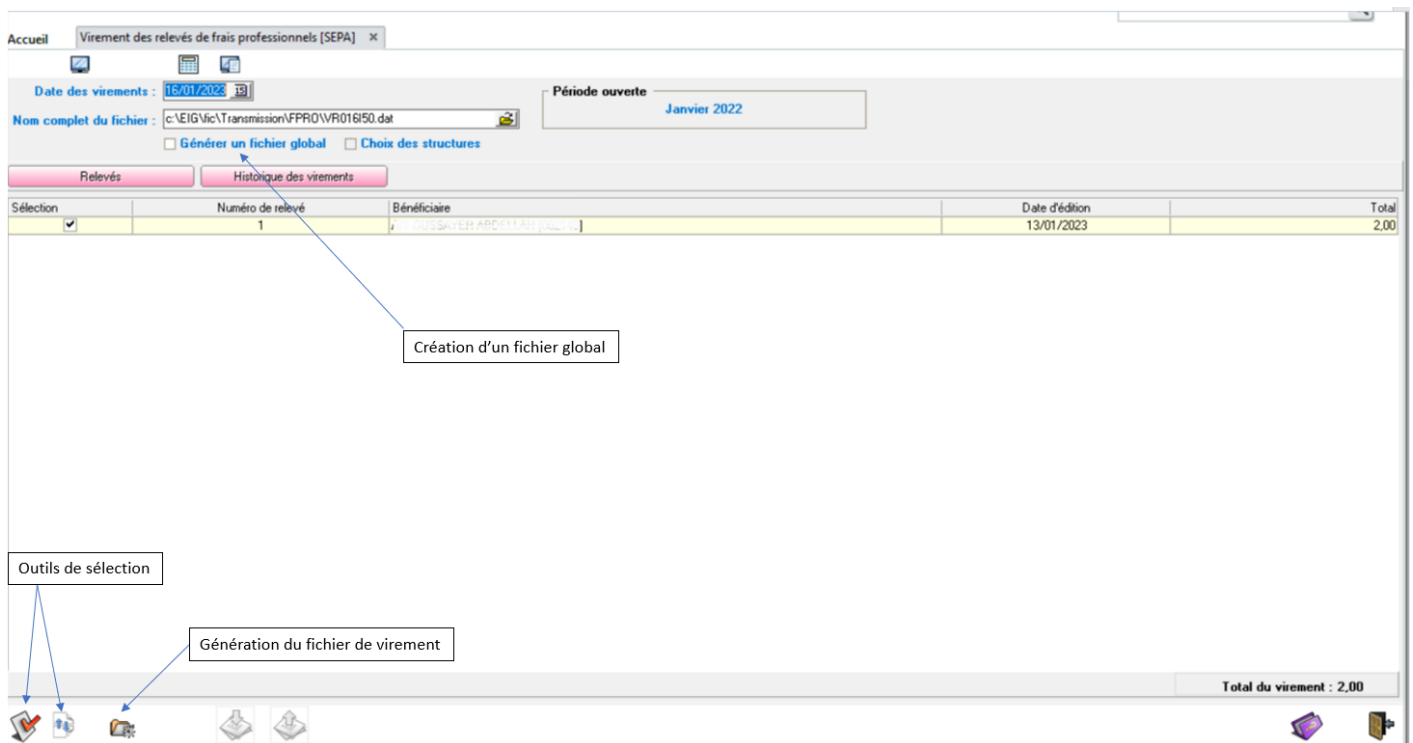 Accueil
Virement des relevés de frais professionnels [SEPA] ×
Date des virements : 16/01/2023 15
Période ouverte
Janvier 2022
Nom complet du fichier : c:\EIG\fic\Transmission\FPRO\VR016I50.dat
Générer un fichier global Choix des structures
Relevés Historique des virements
Sélection Numéro de relevé Bénéficiaire Date d'édition Total
1 13/01/2023 2,00
Création d'un fichier global
Outils de sélection
Génération du fichier de virement
Total du virement : 2,00